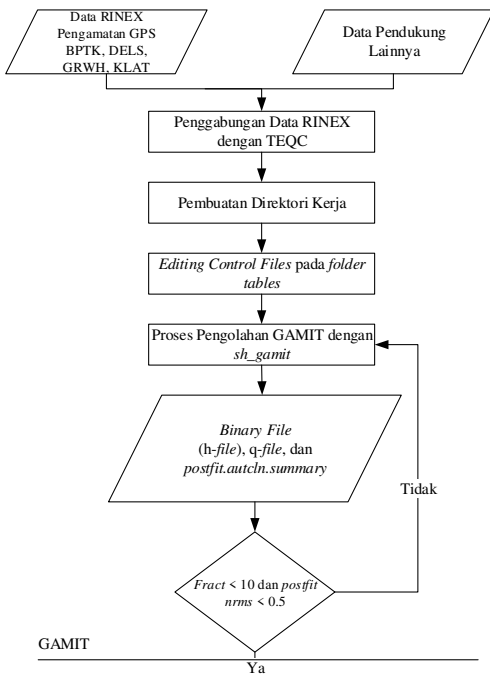 Data RINEX
Pengamatan GPS
BPTK, DELS,
GRWH, KLAT
Data Pendukung
Lainnya
Penggabungan Data RINEX
dengan TEQC
Pembuatan Direktori Kerja
Editing Control Files pada folder
tables
Proses Pengolahan GAMIT dengan
sh_gamit
Binary File
(h-file), q-file, dan
postfit.autcln.summary
Tidak
Fract < 10 dan postfit
nrms < 0.5
GAMIT
Ya